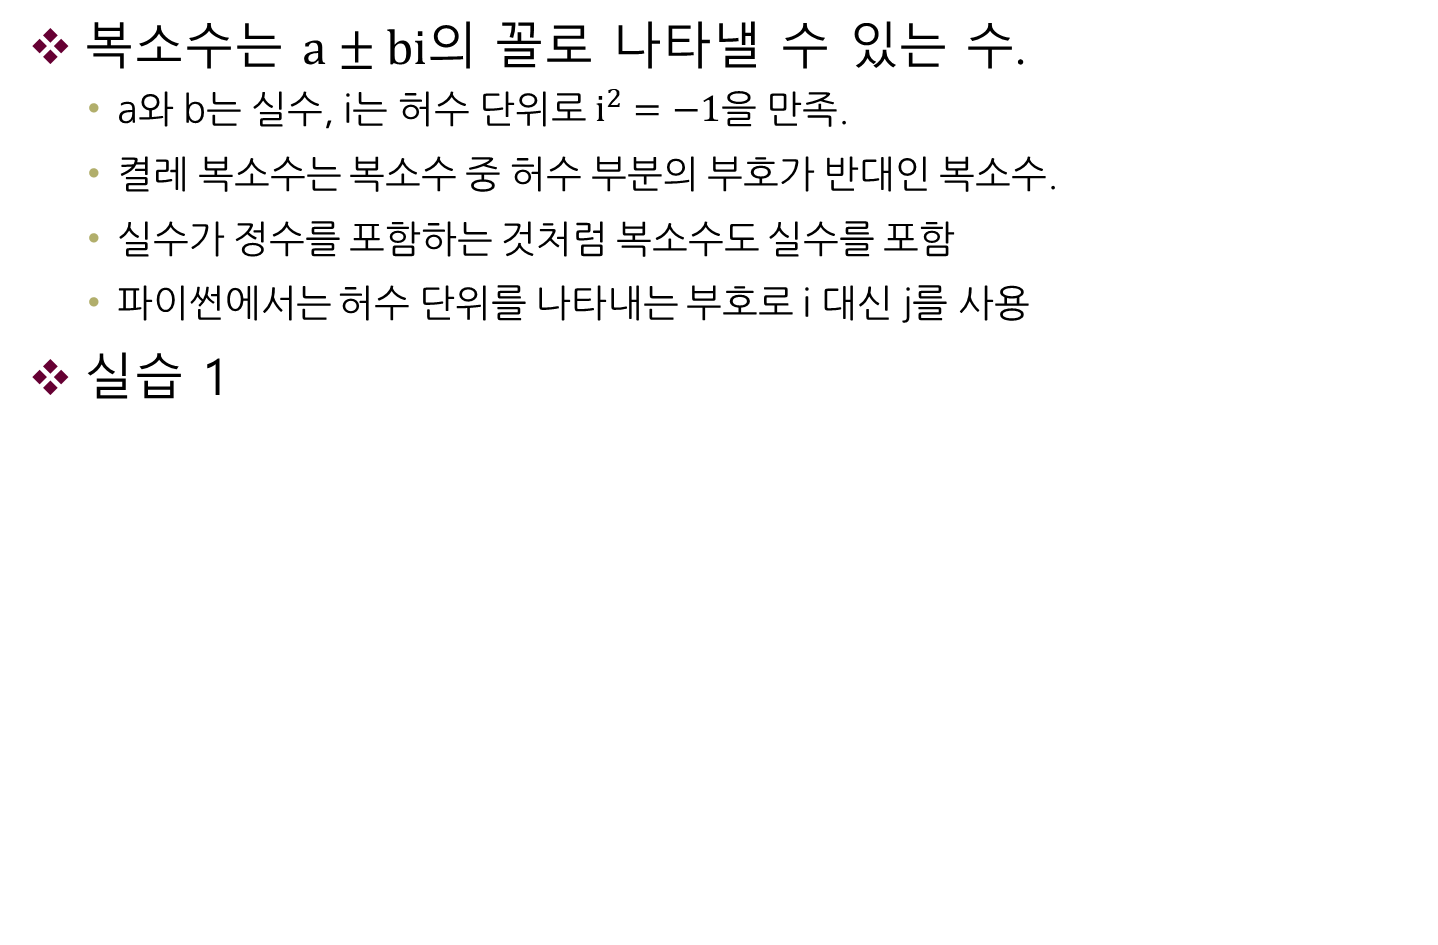 ❖ 복소수는 a ± bi의 꼴로 나타낼 수 있는 수.
• a와 b는 실수, i는 허수 단위로 i² = −1을 만족.
• 켤레 복소수는 복소수 중 허수 부분의 부호가 반대인 복소수.
• 실수가 정수를 포함하는 것처럼 복소수도 실수를 포함
• 파이썬에서는 허수 단위를 나타내는 부호로 i 대신 j를 사용
❖ 실습 1